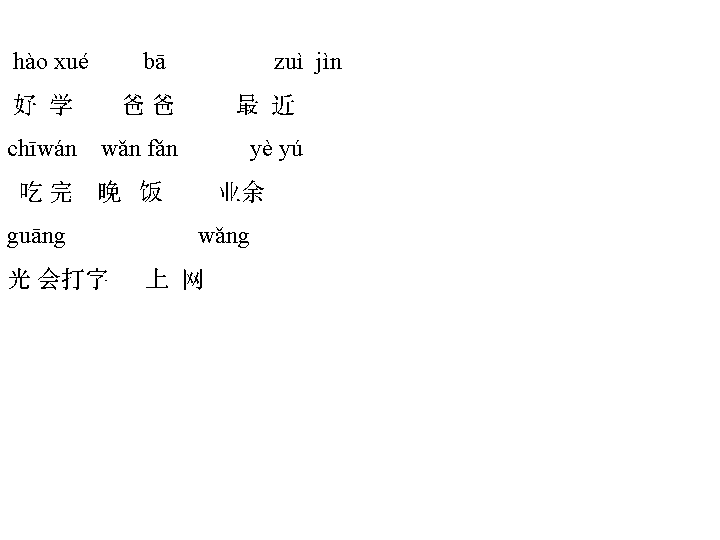 hào xué bā zuì jìn
好 学 爸 爸 最 近
chīwán wǎn fǎn yè yú
吃 完 晚 饭 业余
guāng wǎng
光 会打字 上 网